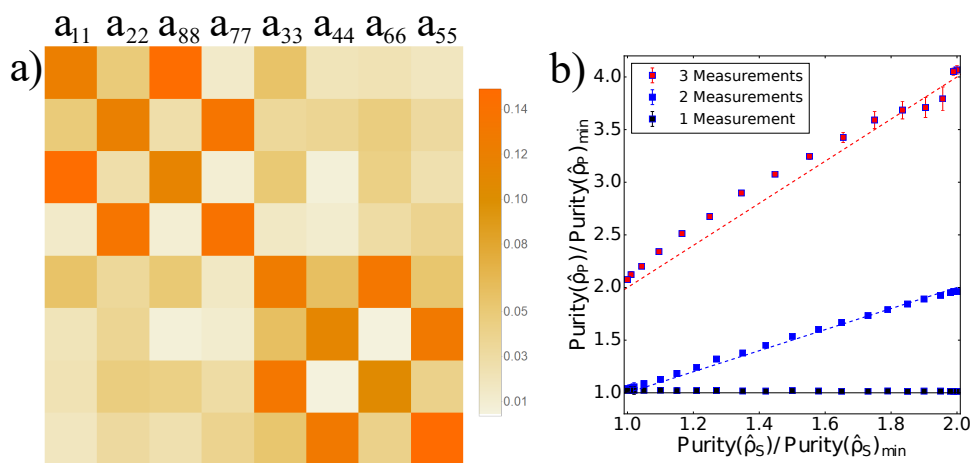 a11 a22 a88 a77 a33 a44 a66 a55
a)
0.14
0.12
0.10
0.08
0.05
0.03
0.01
b)
3 Measurements
2 Measurements
1 Measurement
Purity(ρ̂P)/Purity(ρ̂P)min
4.0
3.5
3.0
2.5
2.0
1.5
1.0
1.0 1.2 1.4 1.6 1.8 2.0
Purity(ρ̂S)/Purity(ρ̂S)min